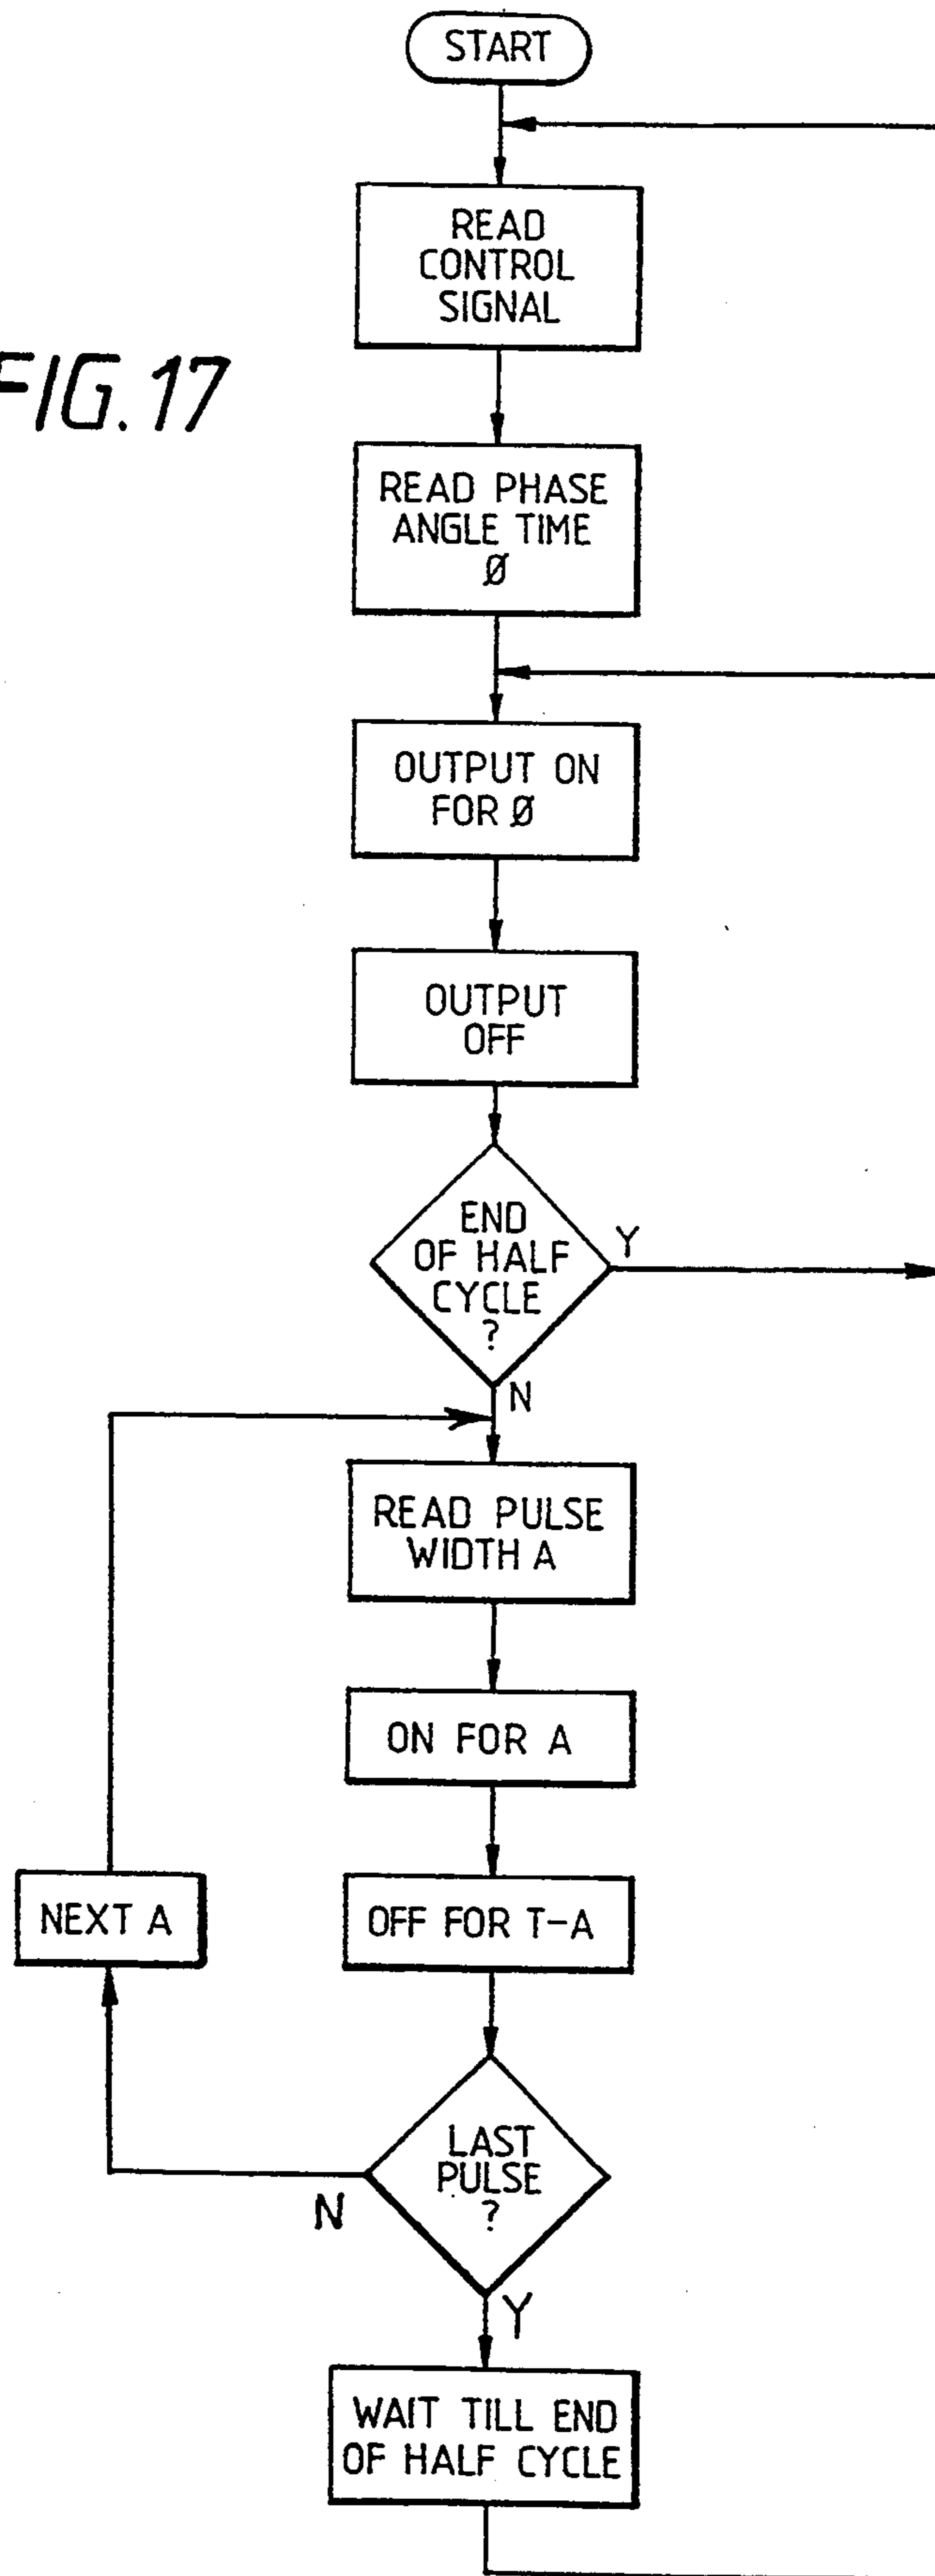 START
READ
CONTROL
SIGNAL
FIG. 17
READ PHASE
ANGLE TIME
Ø
OUTPUT ON
FOR Ø
OUTPUT
OFF
END
OF HALF
CYCLE
?
Y
N
READ PULSE
WIDTH A
ON FOR A
NEXT A
OFF FOR T-A
LAST
PULSE
?
N
Y
WAIT TILL END
OF HALF CYCLE